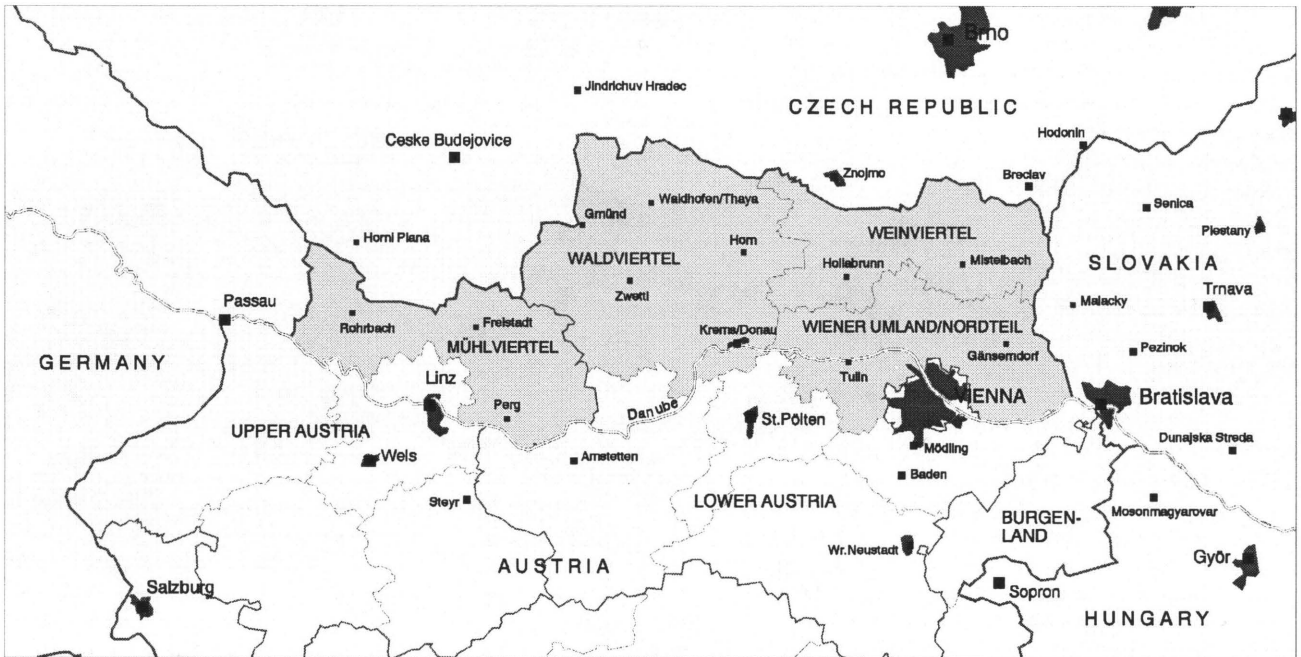 Brno
Jindrichuv Hradec
CZECH REPUBLIC
Ceske Budejovice
Hodonin
Znojmo
Breclav
Waldhofen/Thaya
Senica
Gmünd
Piestany
WEINVIERTEL
Horni Plana
Horn
WALDVIERTEL
Hollabrunn
Mistelbach
SLOVAKIA
Zwettl
Passau
Malacky
Trnava
Rohrbach
Freistadt
Krems/Donau
WIENER UMLAND/NORDTEIL
MÜHLVIERTEL
Gänserndorf
Pezinok
GERMANY
Linz
Tulln
VIENNA
Bratislava
Perg
Danube
St.Pölten
UPPER AUSTRIA
Dunajska Streda
Mödling
Wels
Amstetten
Baden
Steyr
LOWER AUSTRIA
Mosonmagyarovar
BURGEN-
LAND
Wr.Neustadt
Györ
AUSTRIA
Salzburg
Sopron
HUNGARY